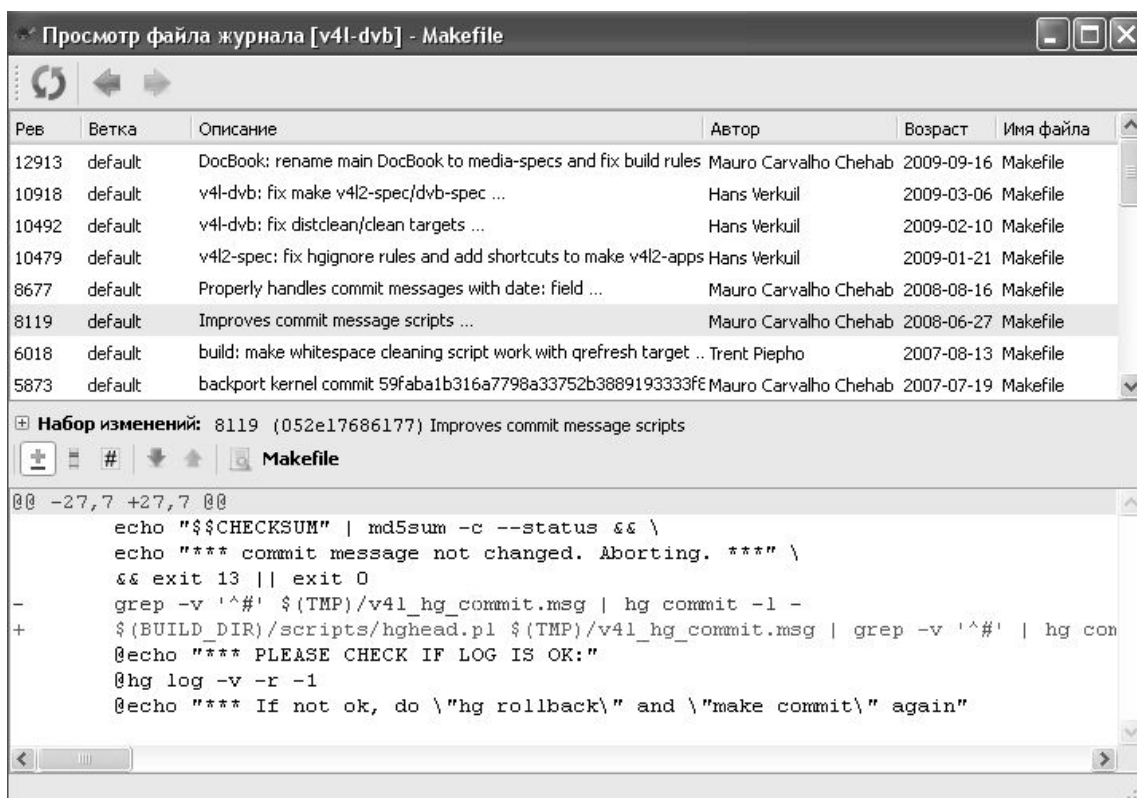 Просмотр файла журнала [v4l-dvb] - Makefile
Рев Ветка Описание Автор Возраст Имя файла
12913 default DocBook: rename main DocBook to media-specs and fix build rules Mauro Carvalho Chehab 2009-09-16 Makefile
10918 default v4l-dvb: fix make v4l2-spec/dvb-spec ... Hans Verkuil 2009-03-06 Makefile
10492 default v4l-dvb: fix distclean/clean targets ... Hans Verkuil 2009-02-10 Makefile
10479 default v4l2-spec: fix hgignore rules and add shortcuts to make v4l2-apps Hans Verkuil 2009-01-21 Makefile
8677 default Properly handles commit messages with date: field ... Mauro Carvalho Chehab 2008-08-16 Makefile
8119 default Improves commit message scripts ... Mauro Carvalho Chehab 2008-06-27 Makefile
6018 default build: make whitespace cleaning script work with qrefresh target .. Trent Piepho 2007-08-13 Makefile
5873 default backport kernel commit 59faba1b316a7798a33752b3889193333f6 Mauro Carvalho Chehab 2007-07-19 Makefile
Набор изменений: 8119 (052e17686177) Improves commit message scripts
# Makefile
@@ -27,7 +27,7 @@
echo "$$CHECKSUM" | md5sum -c --status && \
echo "*** commit message not changed. Aborting. ***" \
&& exit 13 || exit 0
- grep -v '^#' $(TMP)/v4l_hg_commit.msg | hg commit -l -
+ $(BUILD_DIR)/scripts/hghead.pl $(TMP)/v4l_hg_commit.msg | grep -v '^#' | hg com
@echo "*** PLEASE CHECK IF LOG IS OK:"
@hg log -v -r -1
@echo "*** If not ok, do \"hg rollback\" and \"make commit\" again"